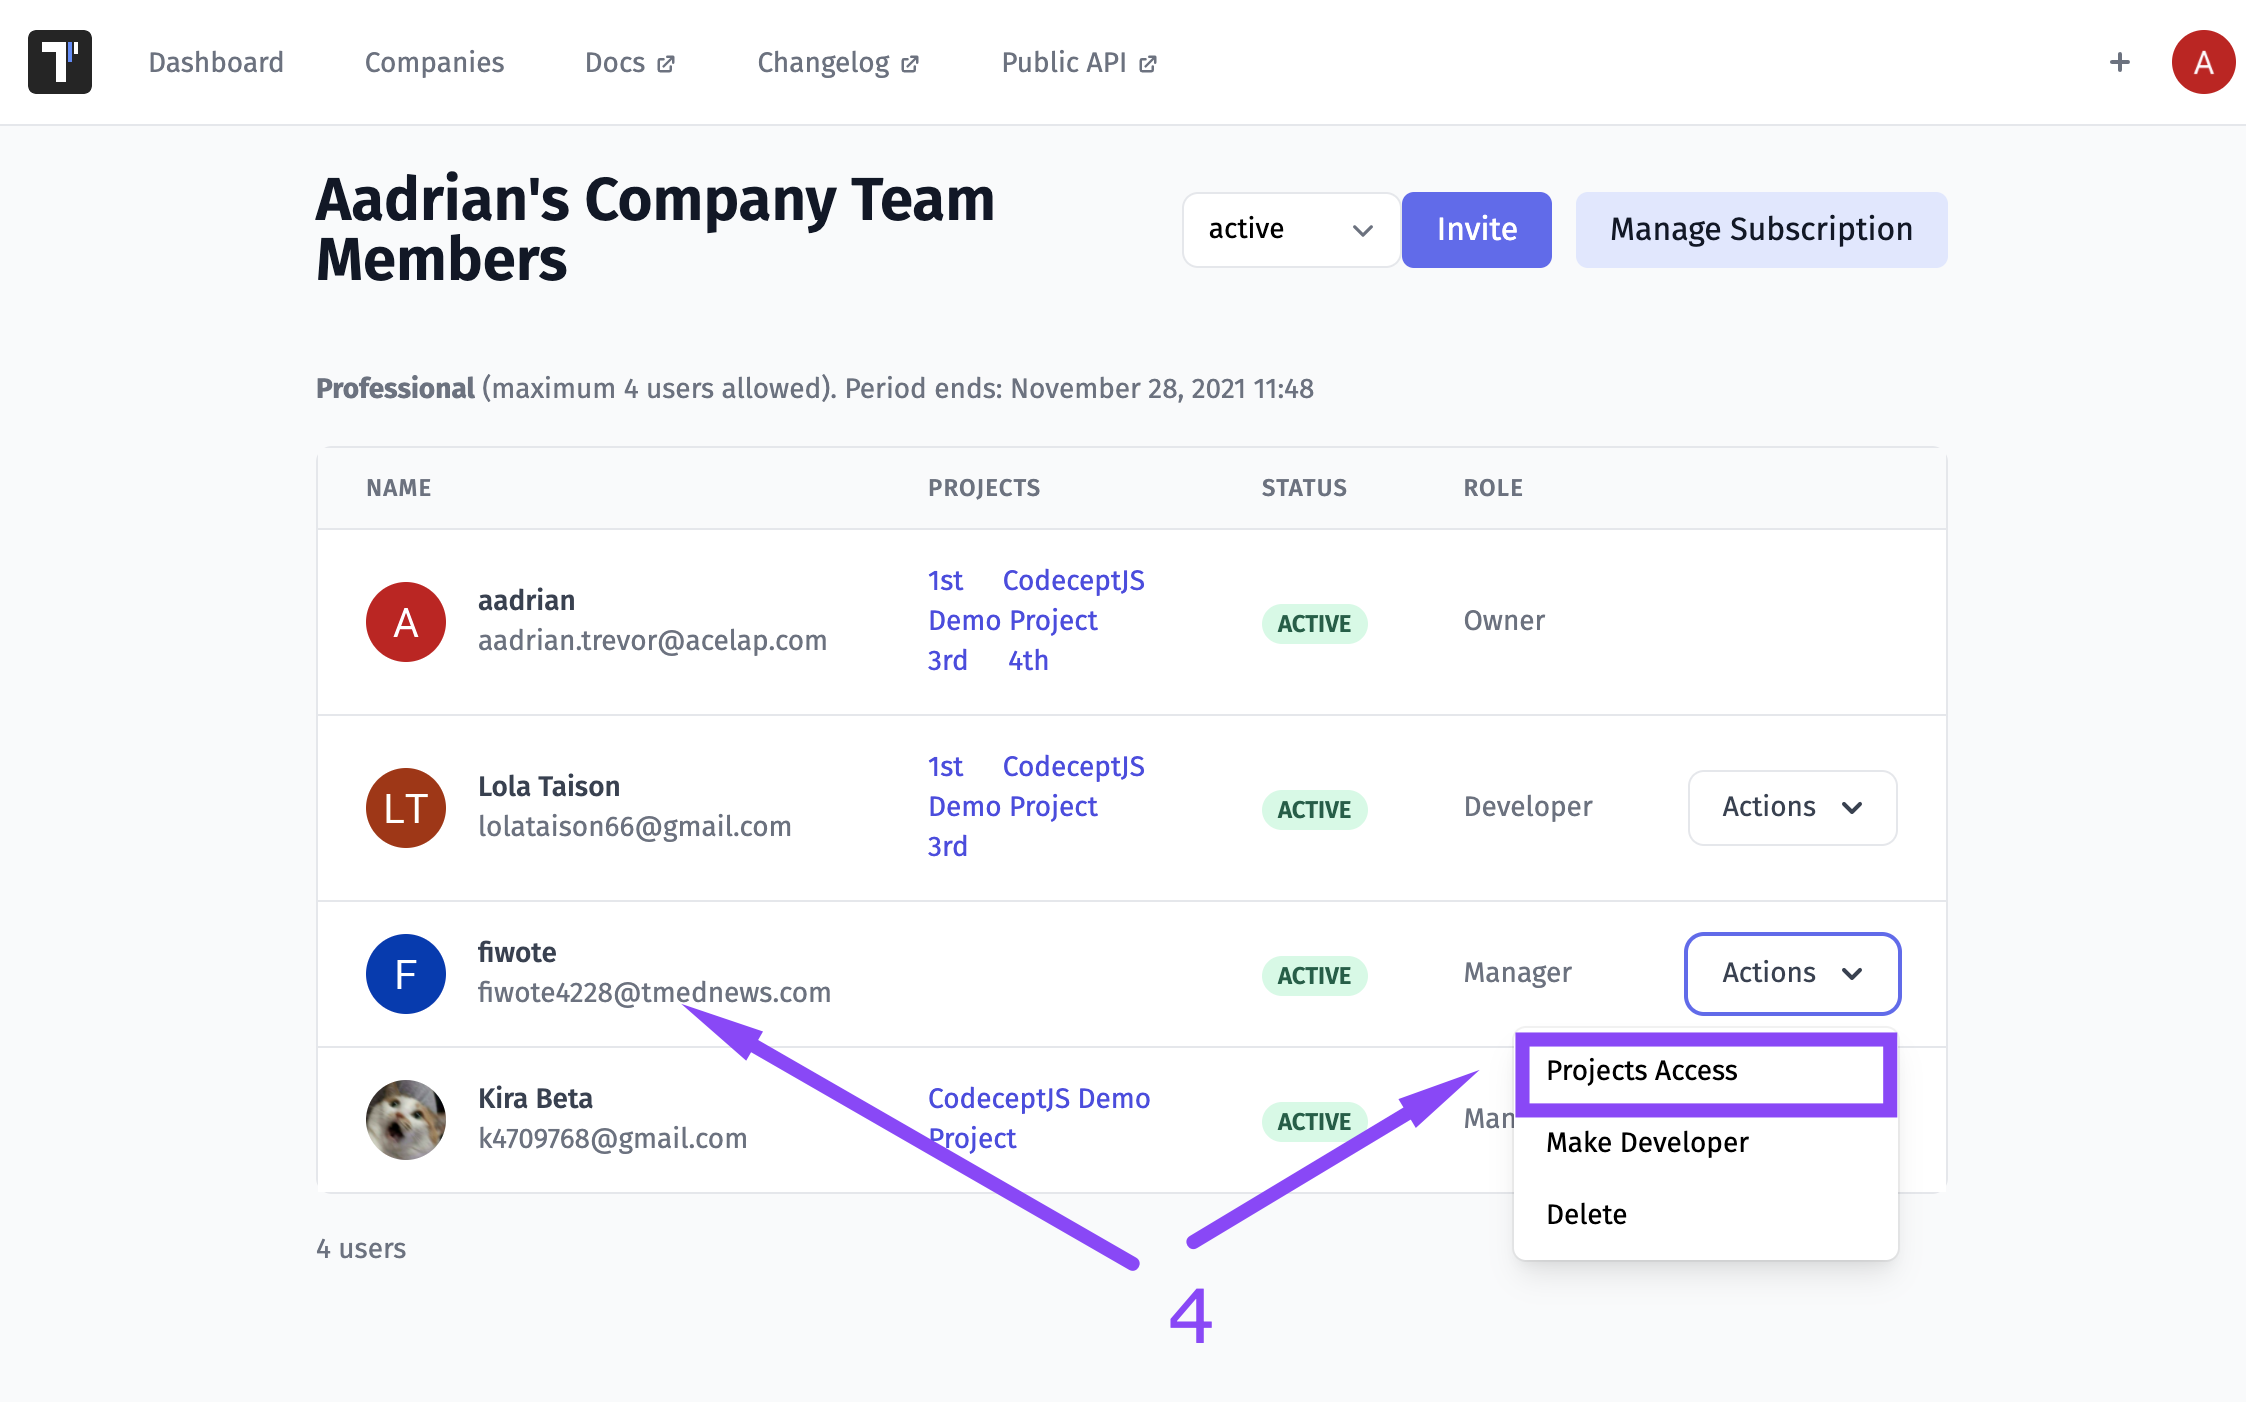 T
Dashboard Companies Docs Changelog Public API + A
Aadrian's Company Team
Members
active Invite Manage Subscription
Professional (maximum 4 users allowed). Period ends: November 28, 2021 11:48
NAME PROJECTS STATUS ROLE
A aadrian
aadrian.trevor@acelap.com
1st CodeceptJS
Demo Project
3rd 4th
ACTIVE Owner
LT Lola Taison
lolataison66@gmail.com
1st CodeceptJS
Demo Project
3rd
ACTIVE Developer Actions
F fiwote
fiwote4228@tmednews.com
ACTIVE Manager Actions
Projects Access
Make Developer
Delete
Kira Beta
k4709768@gmail.com
CodeceptJS Demo
Project
ACTIVE Man
4 users
4